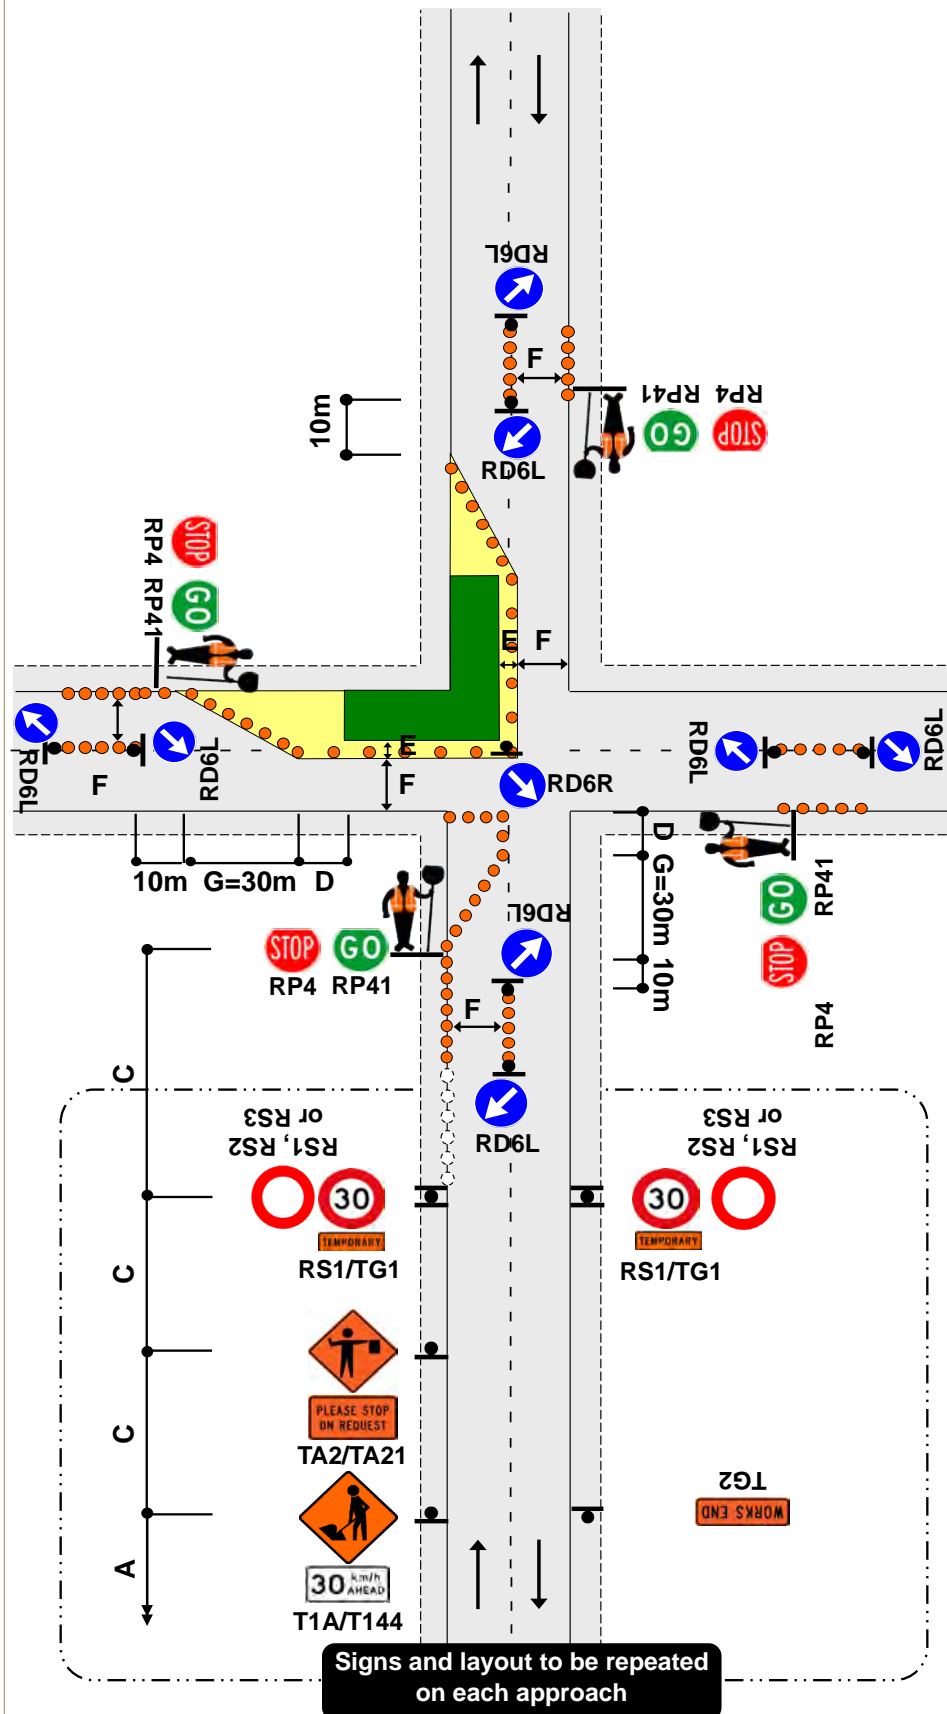 RD6L
F
RP41 RP4
GO STOP
10m
RD6L
STOP
RP4 RP41
GO
E
F
RD6L
F
RD6L
E
F
RD6R
RD6L
RD6L
10m G=30m D
D G=30m 10m
STOP GO
RP4 RP41
RD6L
GO
RP41
STOP
RP4
F
C
RD6L
RS1, RS2
or RS3
30
TEMPORARY
RS1/TG1
RS1, RS2
or RS3
30
TEMPORARY
RS1/TG1
C
PLEASE STOP
ON REQUEST
TA2/TA21
C
TG2
WORKS END
A
30 km/h
AHEAD
T1A/T144
Signs and layout to be repeated
on each approach